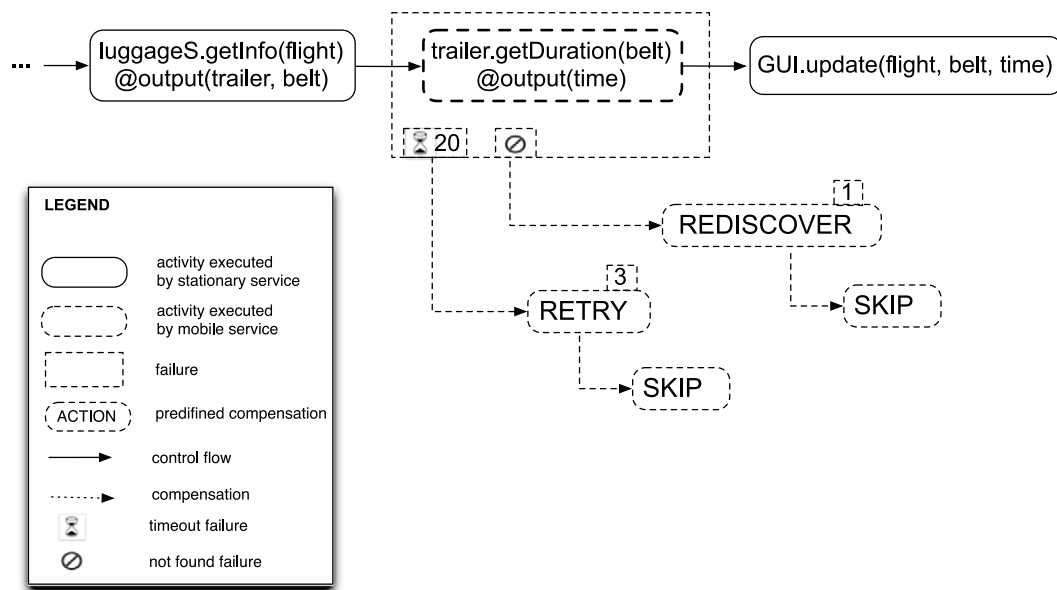 ...
luggageS.getInfo(flight)
@output(trailer, belt)
trailer.getDuration(belt)
@output(time)
GUI.update(flight, belt, time)
20
1
REDISCOVER
SKIP
3
RETRY
SKIP
LEGEND
activity executed
by stationary service
activity executed
by mobile service
failure
ACTION
predifined compensation
control flow
compensation
timeout failure
not found failure